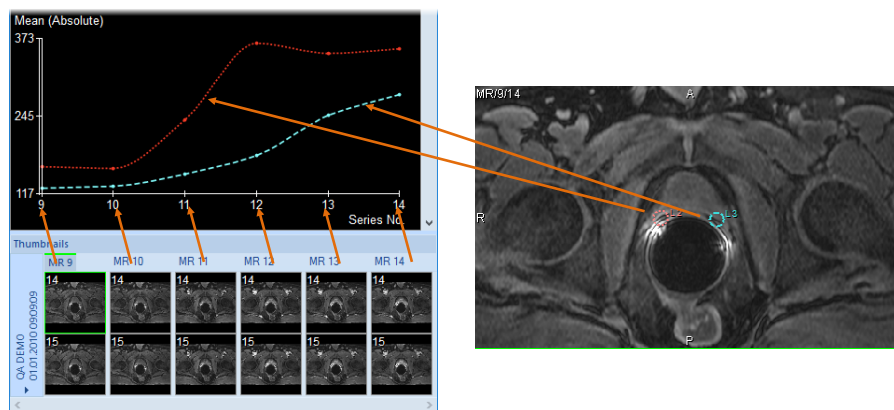 Mean (Absolute)
373
245
117
9 10 11 12 13 14
Series No
Thumbnails
MR 9 MR 10 MR 11 MR 12 MR 13 MR 14
QA DEMO
01.01.2010 090909
14 14 14 14 14 14
15 15 15 15 15 15
MR/9/14
A
R
L2 L3
P